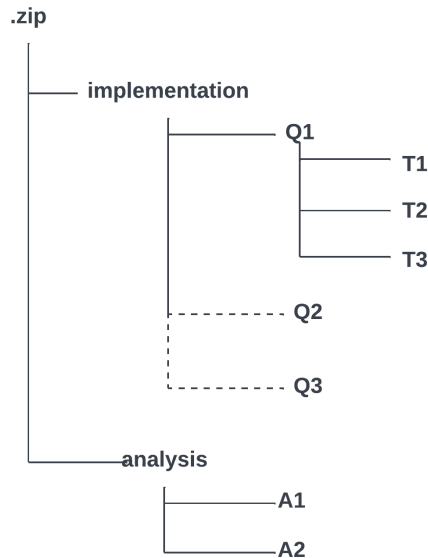 .zip
implementation
Q1
T1
T2
T3
Q2
Q3
analysis
A1
A2